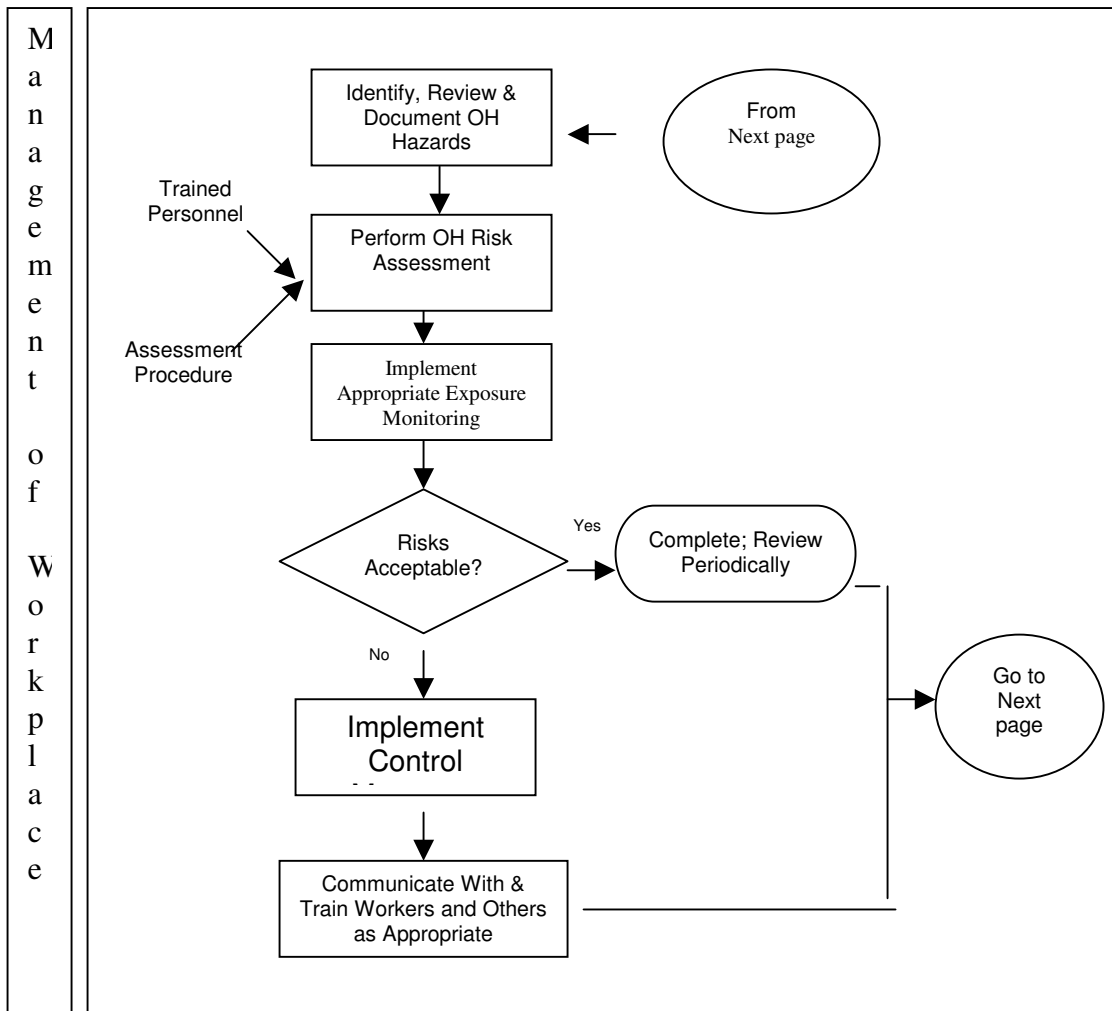 Management of Workplace
Identify, Review &
Document OH
Hazards
From
Next page
Trained
Personnel
Perform OH Risk
Assessment
Assessment
Procedure
Implement
Appropriate Exposure
Monitoring
Risks
Acceptable?
Yes
Complete; Review
Periodically
No
Implement
Control
Go to
Next
page
Communicate With &
Train Workers and Others
as Appropriate